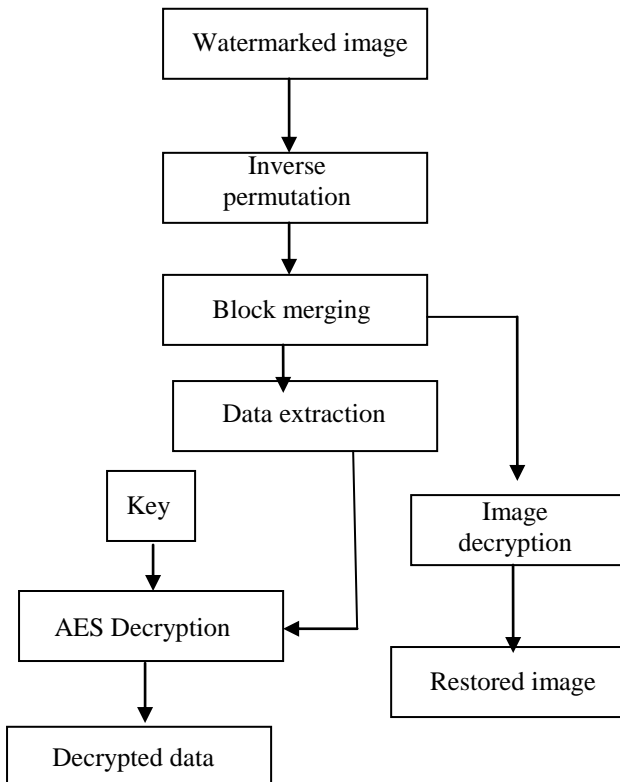 Watermarked image
Inverse
permutation
Block merging
Data extraction
Key
Image
decryption
AES Decryption
Restored image
Decrypted data